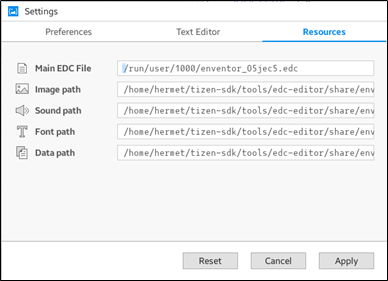 Settings
Preferences Text Editor Resources
Main EDC File /run/user/1000/enventor_05jec5.edc
Image path /home/hermet/tizen-sdk/tools/edc-editor/share/env
Sound path /home/hermet/tizen-sdk/tools/edc-editor/share/env
Font path /home/hermet/tizen-sdk/tools/edc-editor/share/env
Data path /home/hermet/tizen-sdk/tools/edc-editor/share/env
Reset Cancel Apply